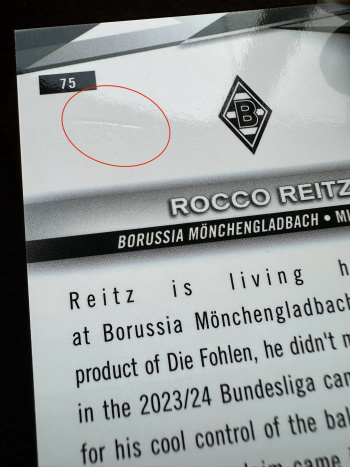 75
B
ROCCO REITZ
BORUSSIA MÖNCHENGLADBACH •
Reitz is living
at Borussia Mönchengladbach
product of Die Fohlen, he didn't
in the 2023/24 Bundesliga
for his cool control of the
came